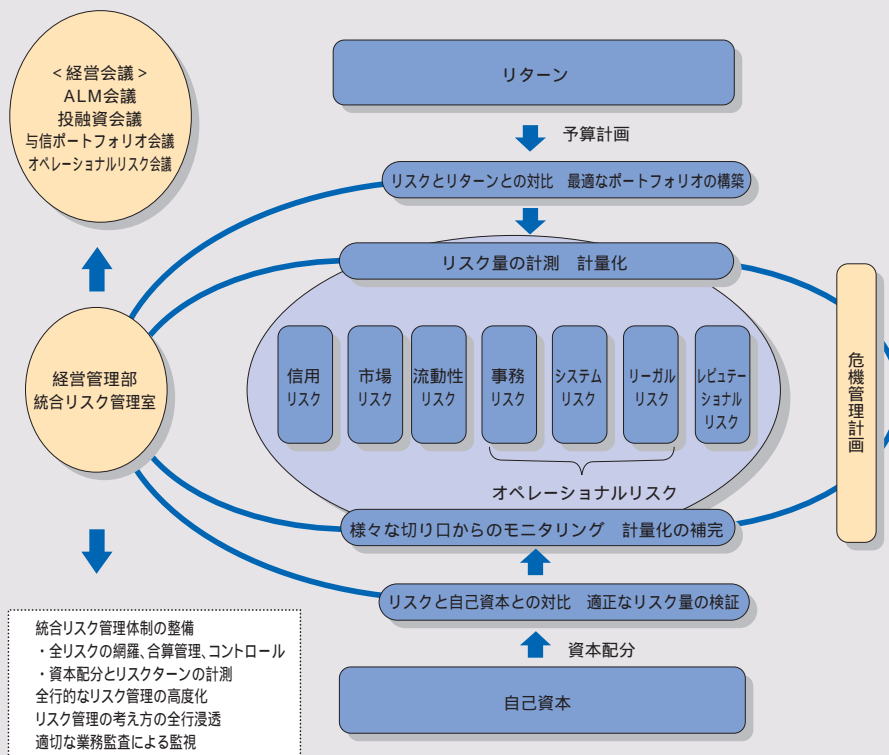 <経営会議>
ALM会議
投融資会議
与信ポートフォリオ会議
オペレーショナルリスク会議
リターン
予算計画
リスクとリターンとの対比 最適なポートフォリオの構築
リスク量の計測 計量化
経営管理部
統合リスク管理室
信用
リスク
市場
リスク
流動性
リスク
事務
リスク
システム
リスク
リーガル
リスク
レピュテー
ショナル
リスク
オペレーショナルリスク
危機管理計画
様々な切り口からのモニタリング 計量化の補完
リスクと自己資本との対比 適正なリスク量の検証
資本配分
自己資本
統合リスク管理体制の整備
・全リスクの網羅、合算管理、コントロール
・資本配分とリスクターンの計測
全行的なリスク管理の高度化
リスク管理の考え方の全行浸透
適切な業務監査による監視